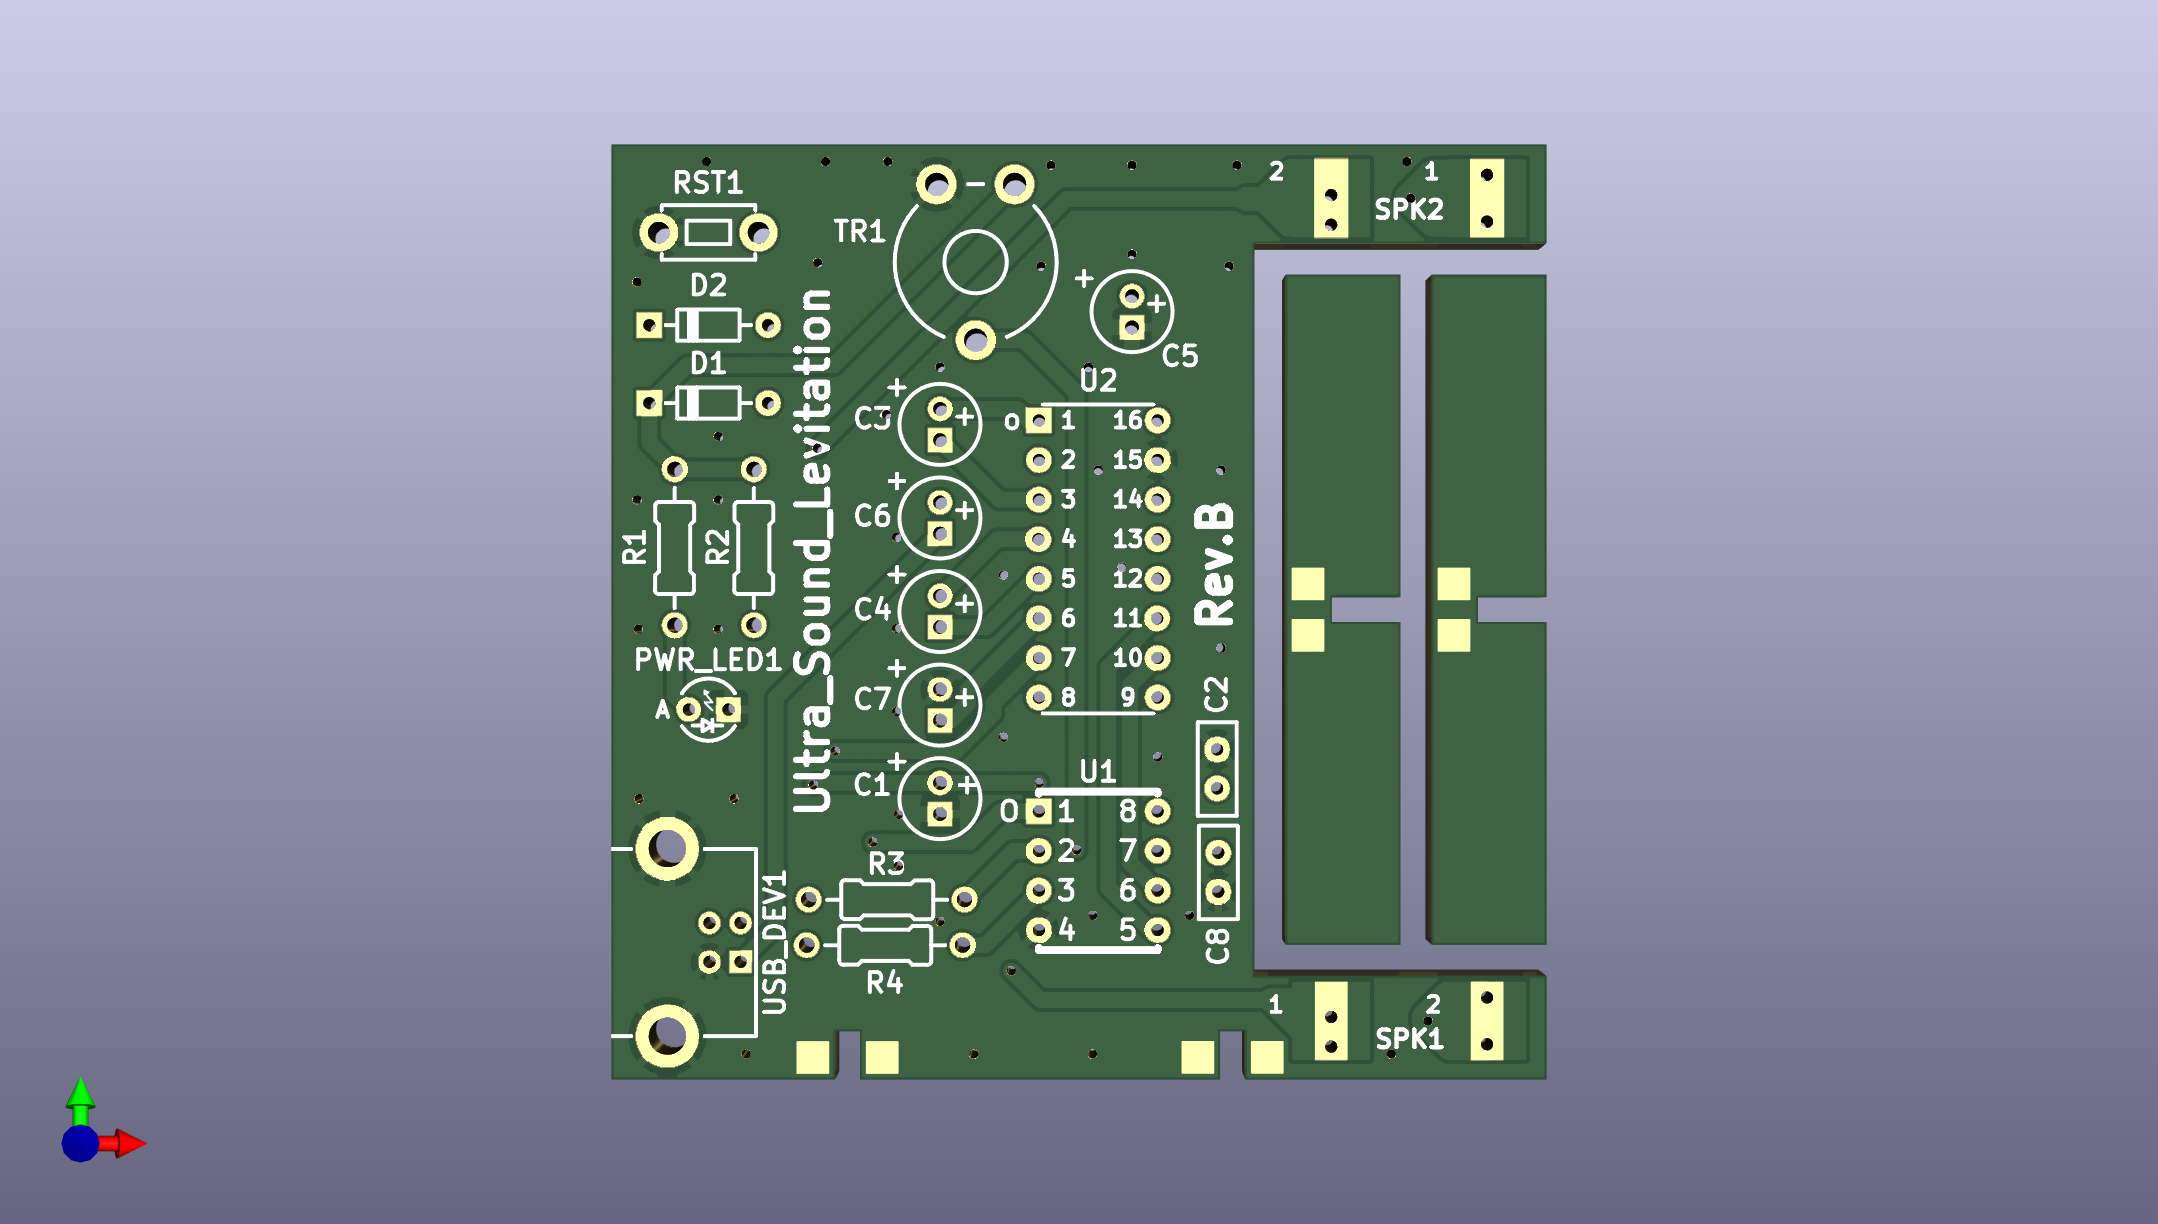 RST1
TR1
2
1
SPK2
D2
+
+
C5
D1
Ultra_Sound_Levitation
C3
+
+
U2
o
1
16
2
15
3
14
4
13
5
12
6
11
7
10
8
9
C6
+
+
R1
R2
Rev.B
C4
+
+
PWR_LED1
A
C7
+
+
C2
C1
+
+
U1
O
1
8
2
7
3
6
4
5
R3
C8
USB_DEV1
R4
1
2
SPK1